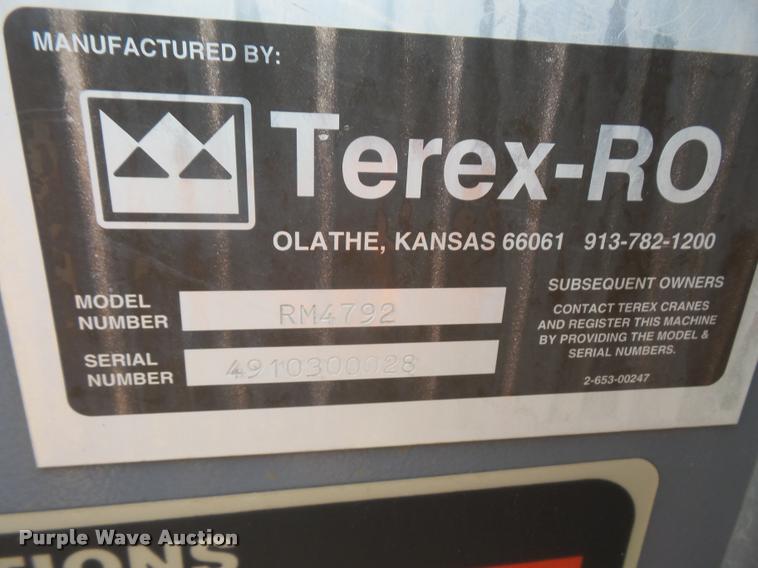 MANUFACTURED BY:
Terex-RO
OLATHE, KANSAS 66061 913-782-1200
MODEL
NUMBER RM4792
SERIAL
NUMBER 4910300028
SUBSEQUENT OWNERS
CONTACT TEREX CRANES
AND REGISTER THIS MACHINE
BY PROVIDING THE MODEL &
SERIAL NUMBERS.
2-653-00247
TIONS
Purple Wave Auction